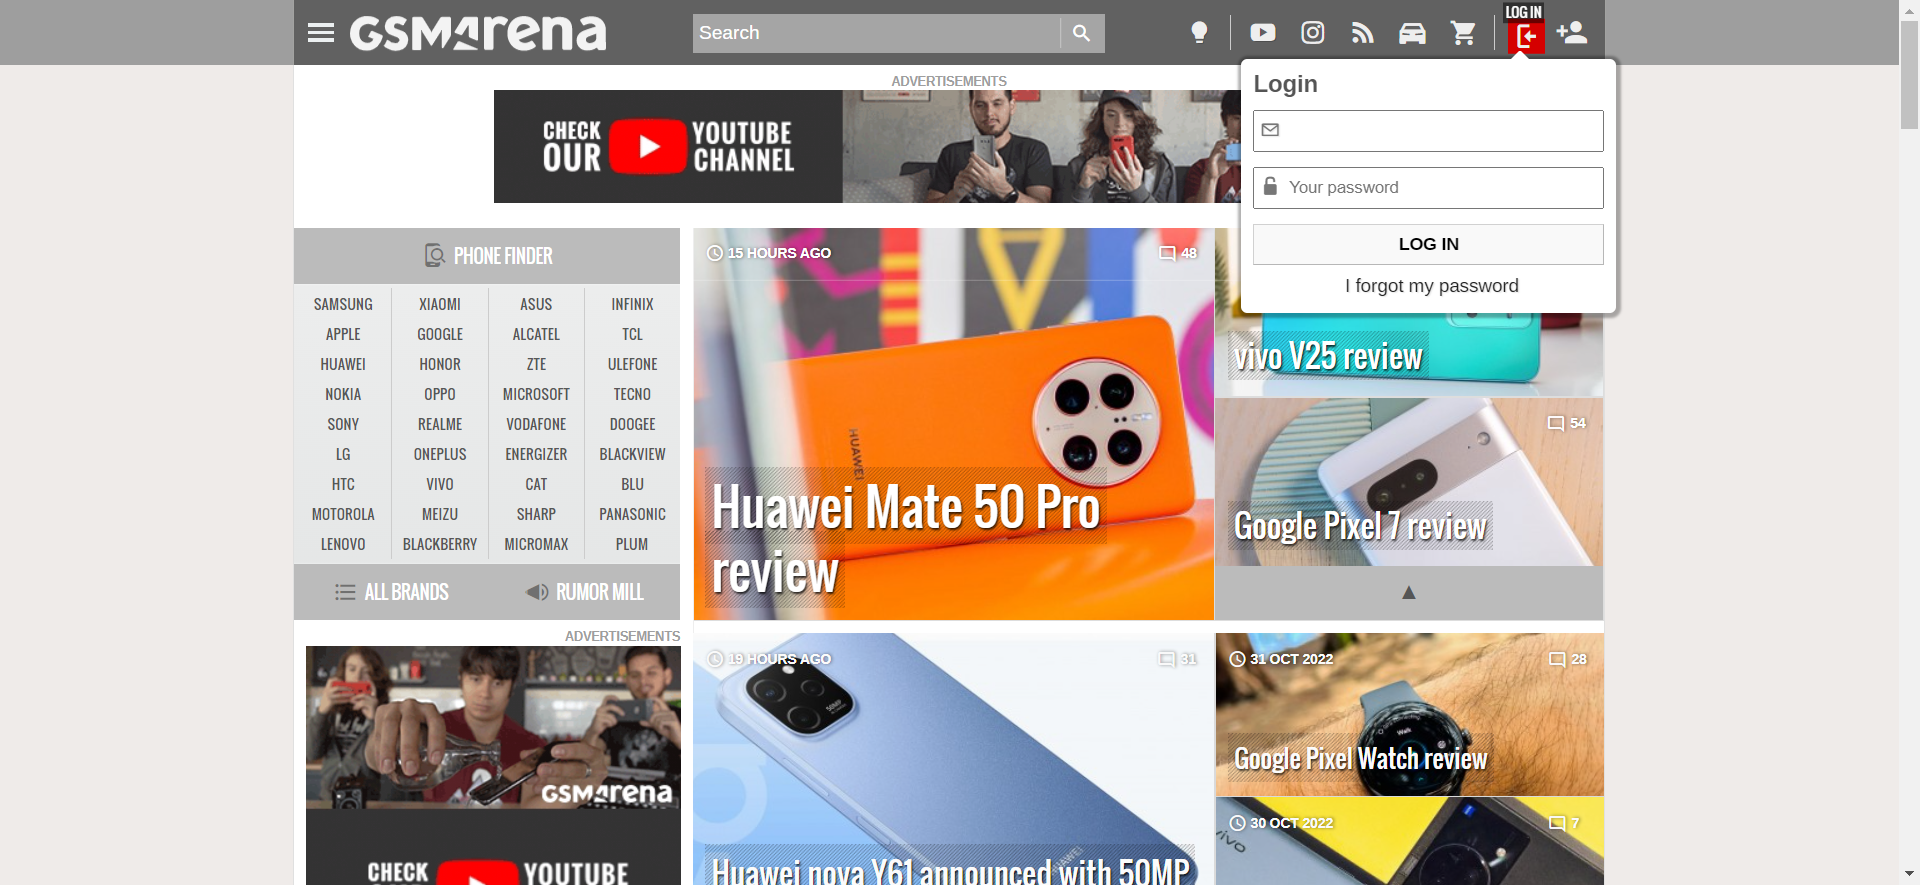 GSMArena
Search
LOG IN
Login
Your password
LOG IN
I forgot my password
ADVERTISEMENTS
CHECK OUR YOUTUBE CHANNEL
PHONE FINDER
SAMSUNG XIAOMI ASUS INFINIX
APPLE GOOGLE ALCATEL TCL
HUAWEI HONOR ZTE ULEFONE
NOKIA OPPO MICROSOFT TECNO
SONY REALME VODAFONE DOOGEE
LG ONEPLUS ENERGIZER BLACKVIEW
HTC VIVO CAT BLU
MOTOROLA MEIZU SHARP PANASONIC
LENOVO BLACKBERRY MICROMAX PLUM
ALL BRANDS RUMOR MILL
ADVERTISEMENTS
GSMArena
CHECK YOUTUBE
15 HOURS AGO 48
HUAWEI
Huawei Mate 50 Pro
review
vivo V25 review
54
Google Pixel 7 review
▲
19 HOURS AGO 31
50MP
HUAWEI
Huawei nova Y61 announced with 50MP
31 OCT 2022 28
Walk
Google Pixel Watch review
30 OCT 2022 7
vivo